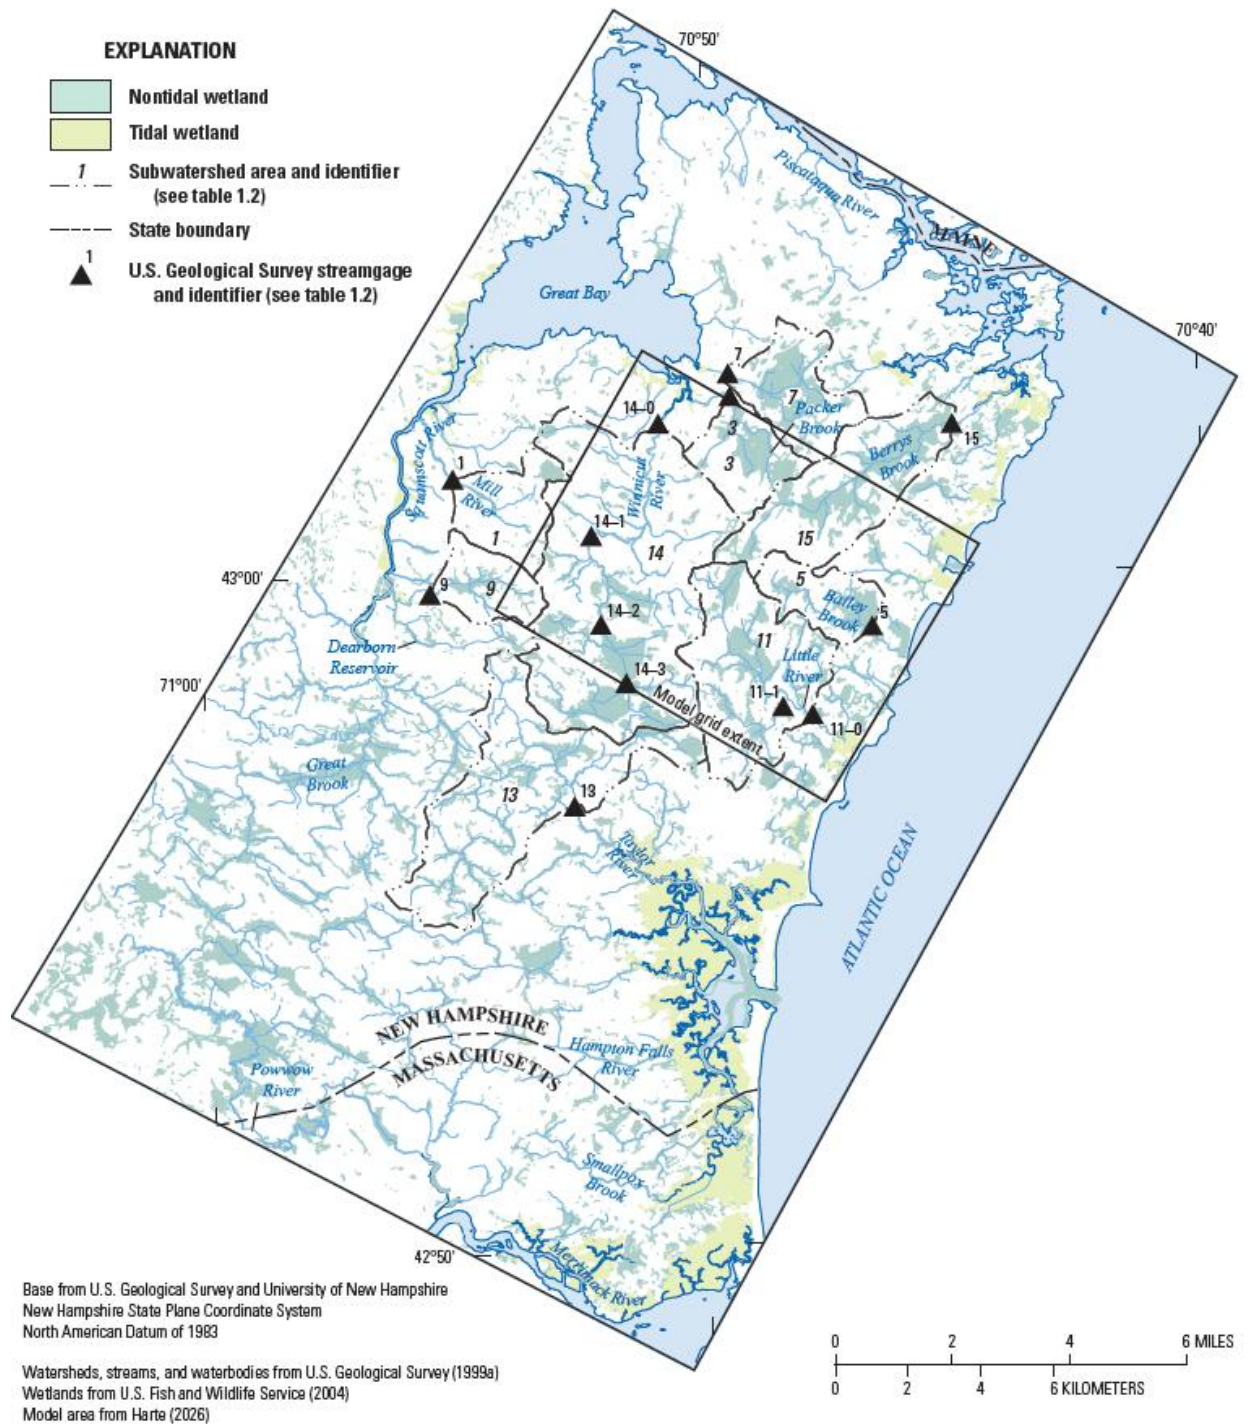 EXPLANATION
Nontidal wetland
Tidal wetland
1
Subwatershed area and identifier
(see table 1.2)
State boundary
1
U.S. Geological Survey streamgage
and identifier (see table 1.2)
70°50'
Piscataqua River
MAINE
70°40'
Great Bay
7
7
Packer
Brook
14–0
3
3
15
Berrys
Brook
Squamscott River
1
Mill
River
Winnicut
River
14–1
1
14
15
43°00'
9
9
5
Bailey
Brook
5
14–2
11
Little
River
Dearborn
Reservoir
14–3
Model grid extent
11–1
11–0
71°00'
Great
Brook
13
13
Taylor
River
ATLANTIC OCEAN
NEW HAMPSHIRE
MASSACHUSETTS
Hampton Falls
River
Powwow
River
Smallpox
Brook
42°50'
Merrimack River
Base from U.S. Geological Survey and University of New Hampshire
New Hampshire State Plane Coordinate System
North American Datum of 1983
Watersheds, streams, and waterbodies from U.S. Geological Survey (1999a)
Wetlands from U.S. Fish and Wildlife Service (2004)
Model area from Harte (2026)
0 2 4 6 MILES
0 2 4 6 KILOMETERS